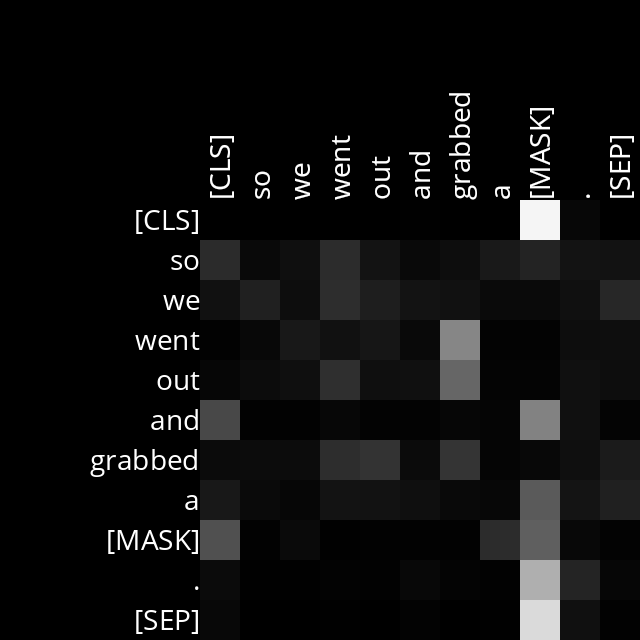 [CLS] so we went out and grabbed a [MASK] . [SEP]
[CLS]
so
we
went
out
and
grabbed
a
[MASK]
.
[SEP]